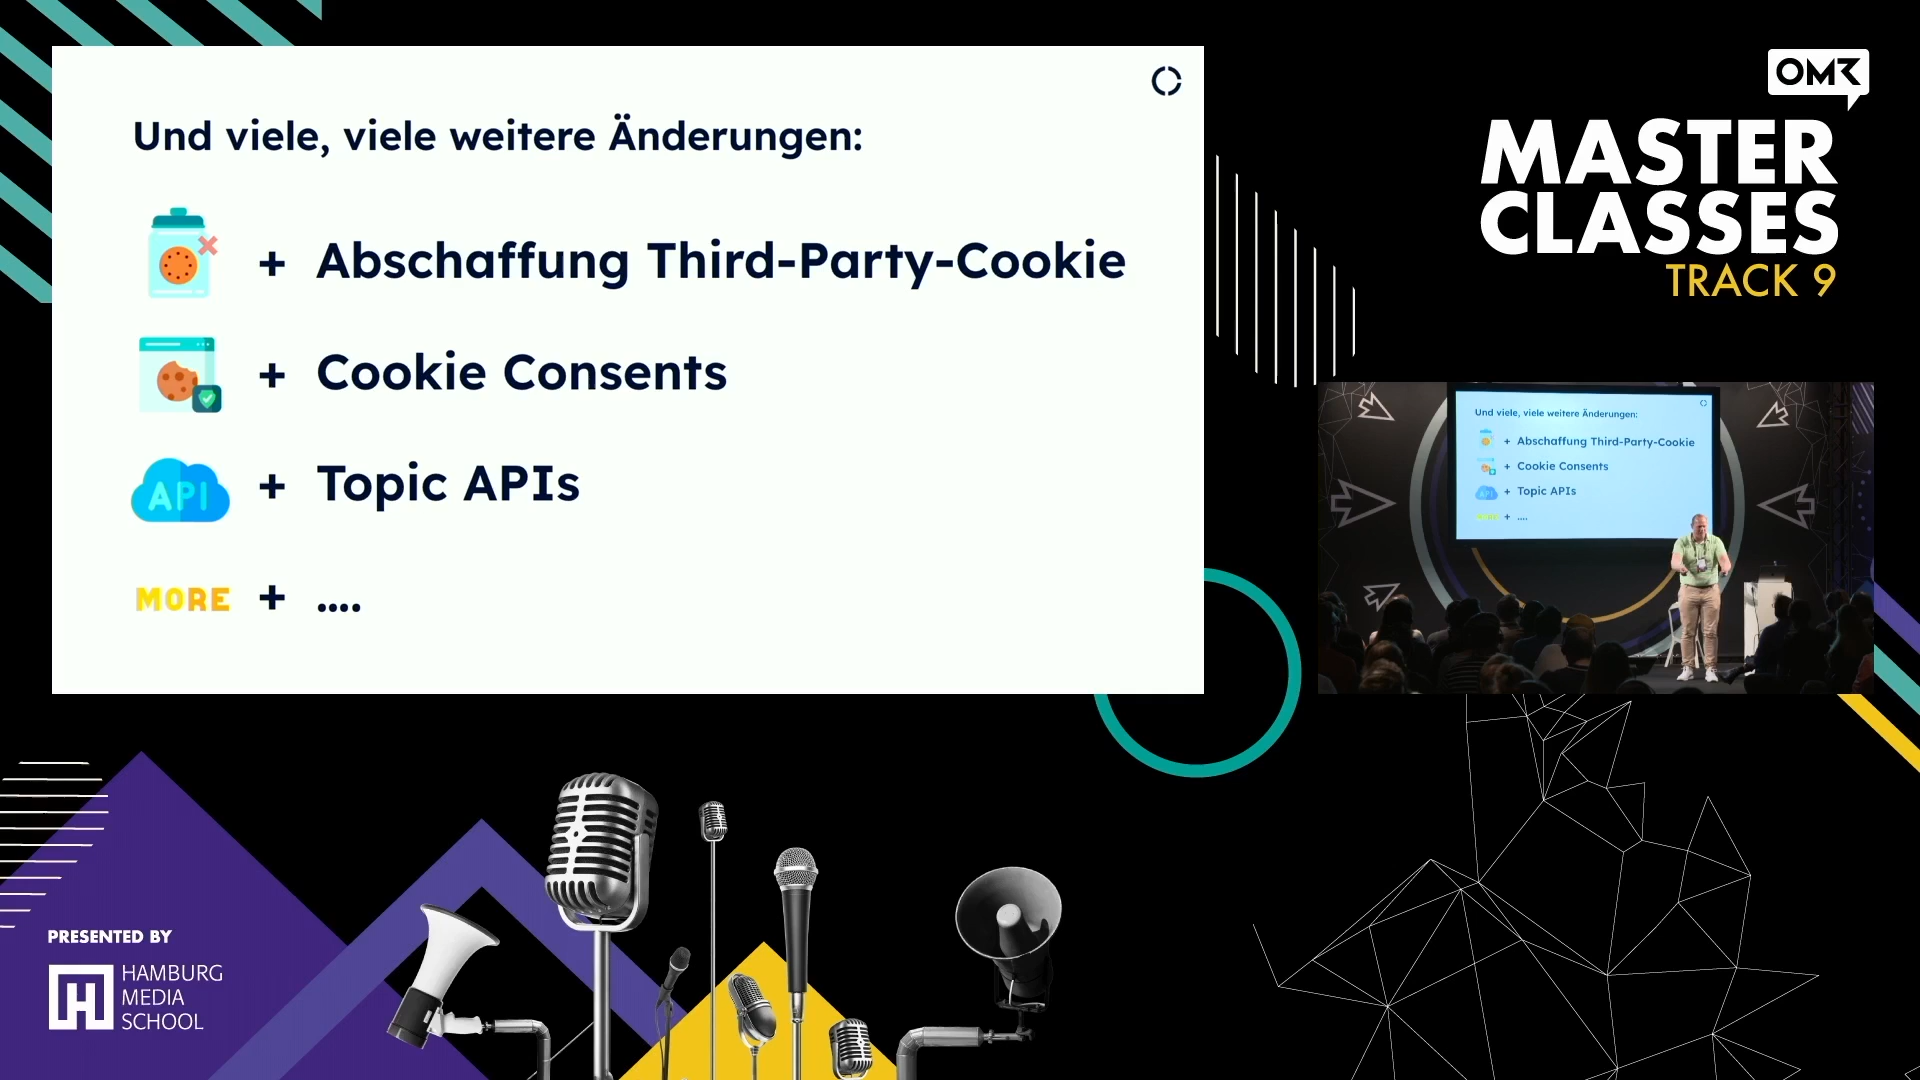 Und viele, viele weitere Änderungen:
+ Abschaffung Third-Party-Cookie
+ Cookie Consents
API + Topic APIs
MORE + ....
OMR
MASTER
CLASSES
TRACK 9
Und viele, viele weitere Änderungen:
+ Abschaffung Third-Party-Cookie
+ Cookie Consents
API + Topic APIs
MORE + ....
PRESENTED BY
H HAMBURG
MEDIA
SCHOOL